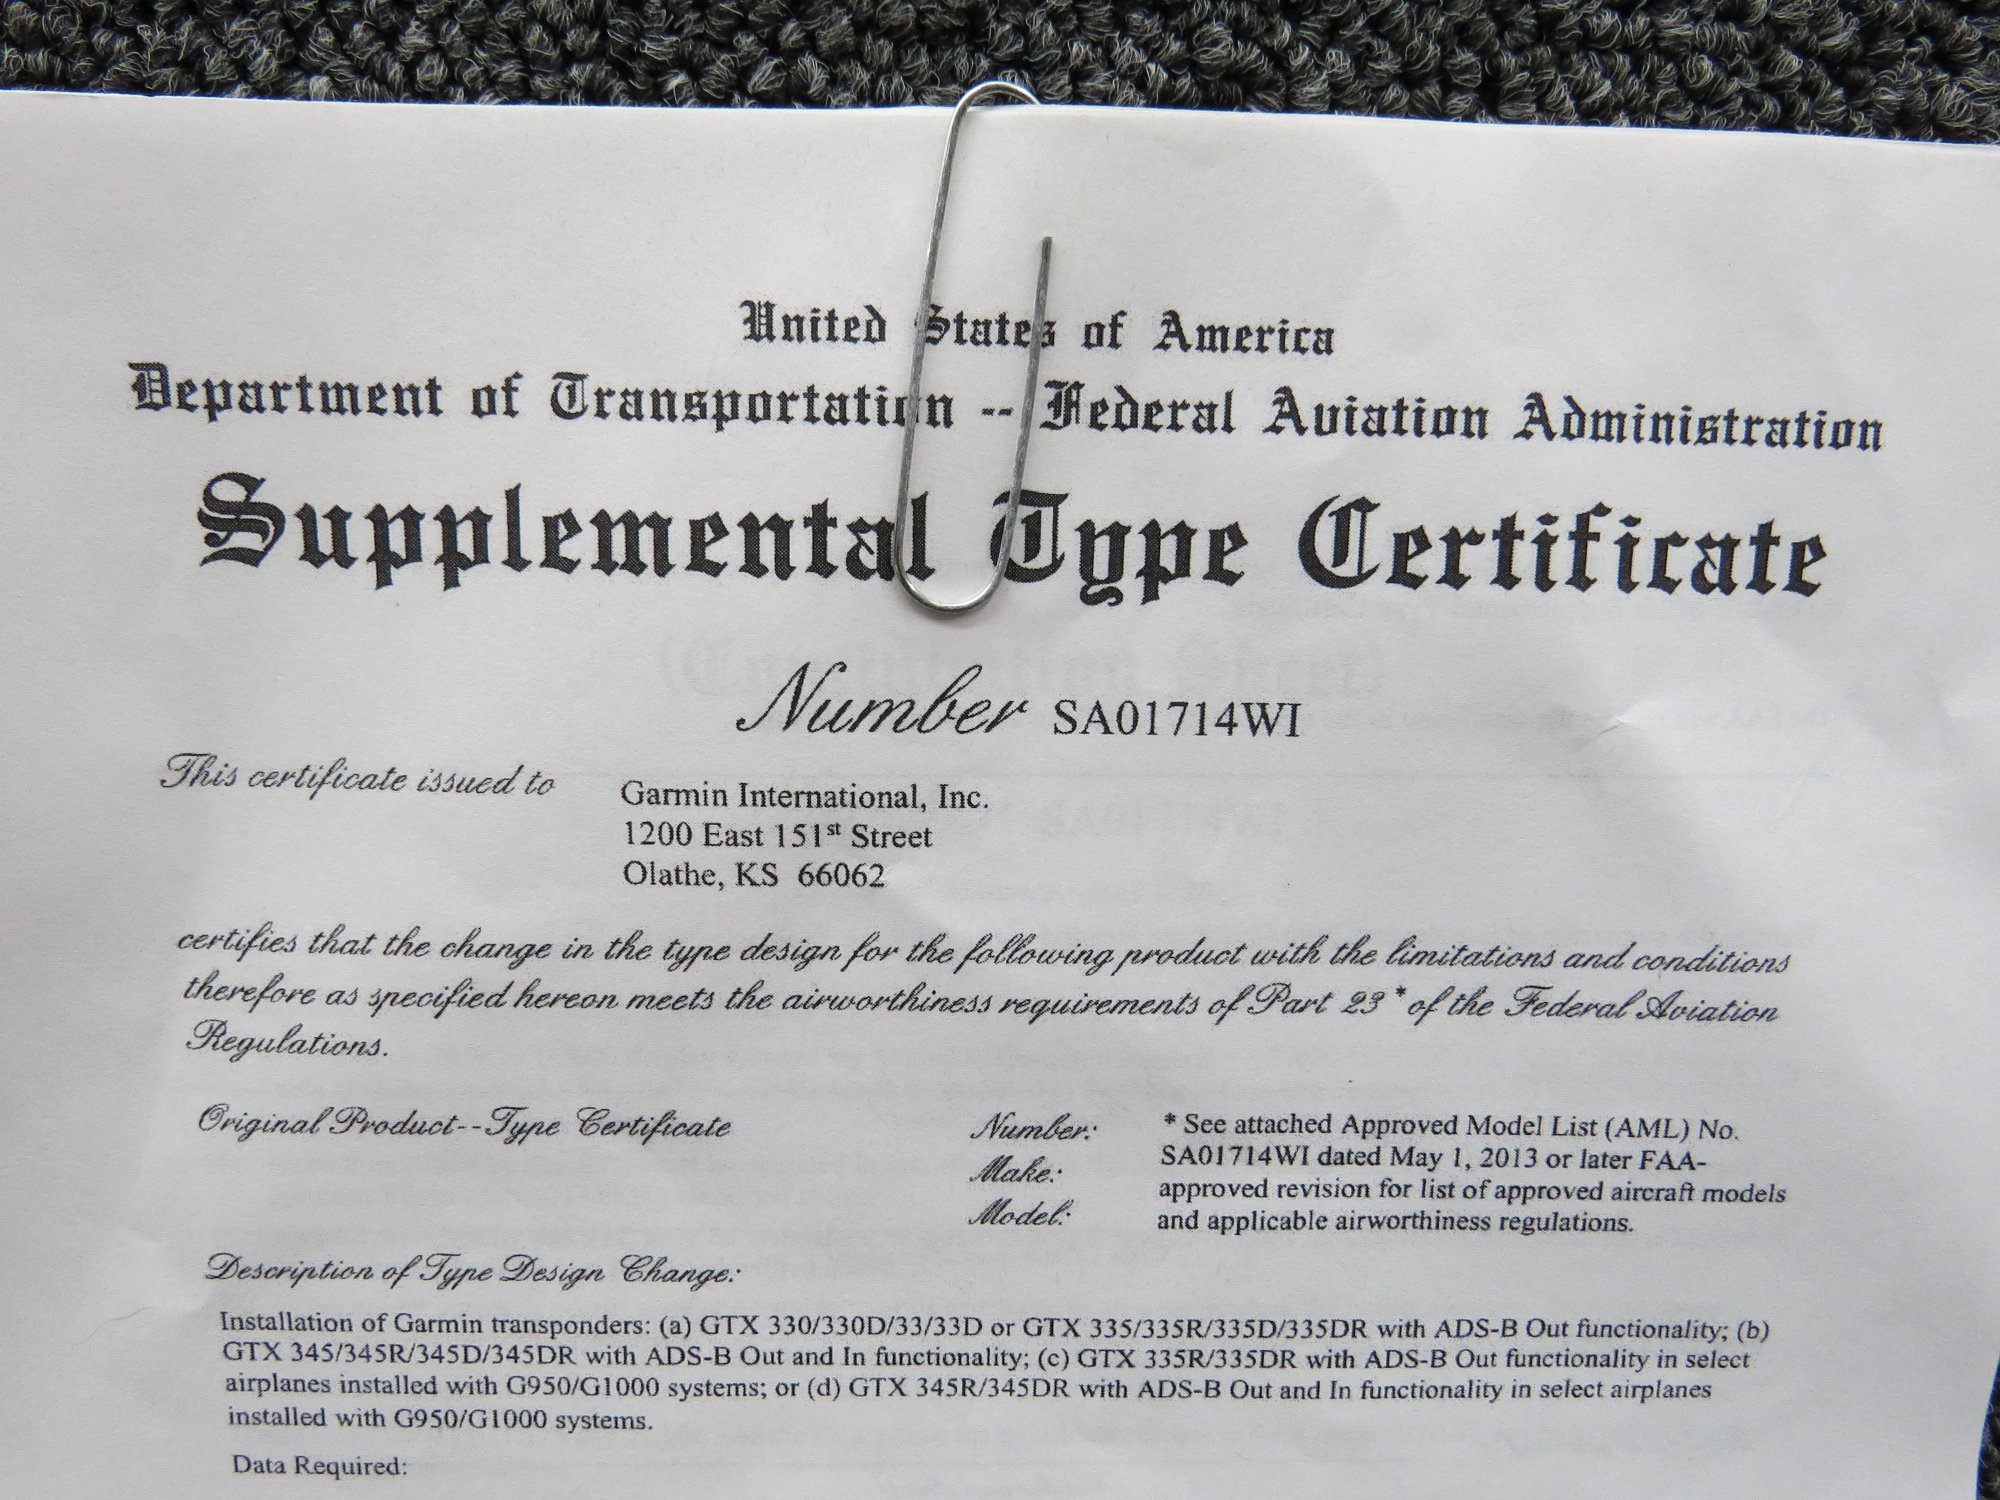 United States of America
Department of Transportation -- Federal Aviation Administration
Supplemental Type Certificate
Number SA01714WI
This certificate issued to
Garmin International, Inc.
1200 East 151st Street
Olathe, KS 66062
certifies that the change in the type design for the following product with the limitations and conditions
therefore as specified hereon meets the airworthiness requirements of Part 23* of the Federal Aviation
Regulations.
Original Product--Type Certificate
Number:
Make:
Model:
* See attached Approved Model List (AML) No.
SA01714WI dated May 1, 2013 or later FAA-
approved revision for list of approved aircraft models
and applicable airworthiness regulations.
Description of Type Design Change:
Installation of Garmin transponders: (a) GTX 330/330D/33/33D or GTX 335/335R/335D/335DR with ADS-B Out functionality; (b)
GTX 345/345R/345D/345DR with ADS-B Out and In functionality; (c) GTX 335R/335DR with ADS-B Out functionality in select
airplanes installed with G950/G1000 systems; or (d) GTX 345R/345DR with ADS-B Out and In functionality in select airplanes
installed with G950/G1000 systems.
Data Required: